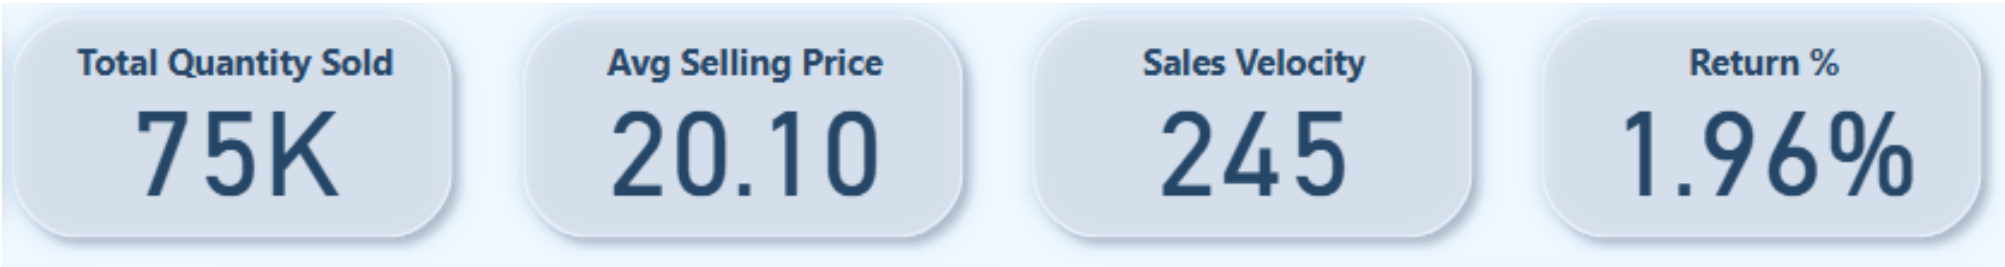 Total Quantity Sold
75K
Avg Selling Price
20.10
Sales Velocity
245
Return %
1.96%